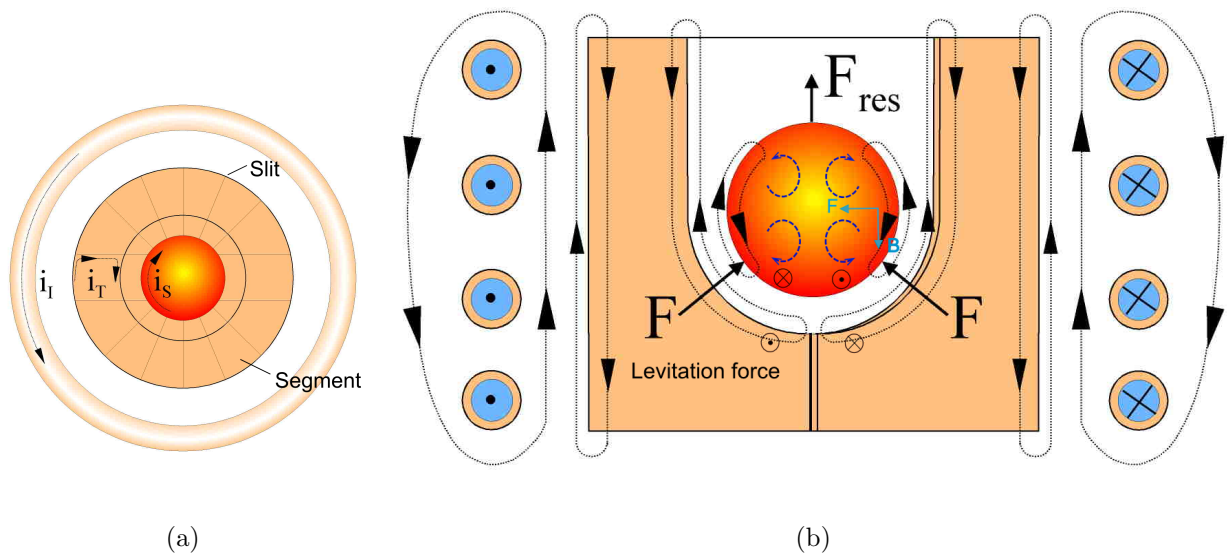 Slit
i_I
i_T
i_S
Segment
F_res
F
B
F
F
Levitation force
(a)
(b)